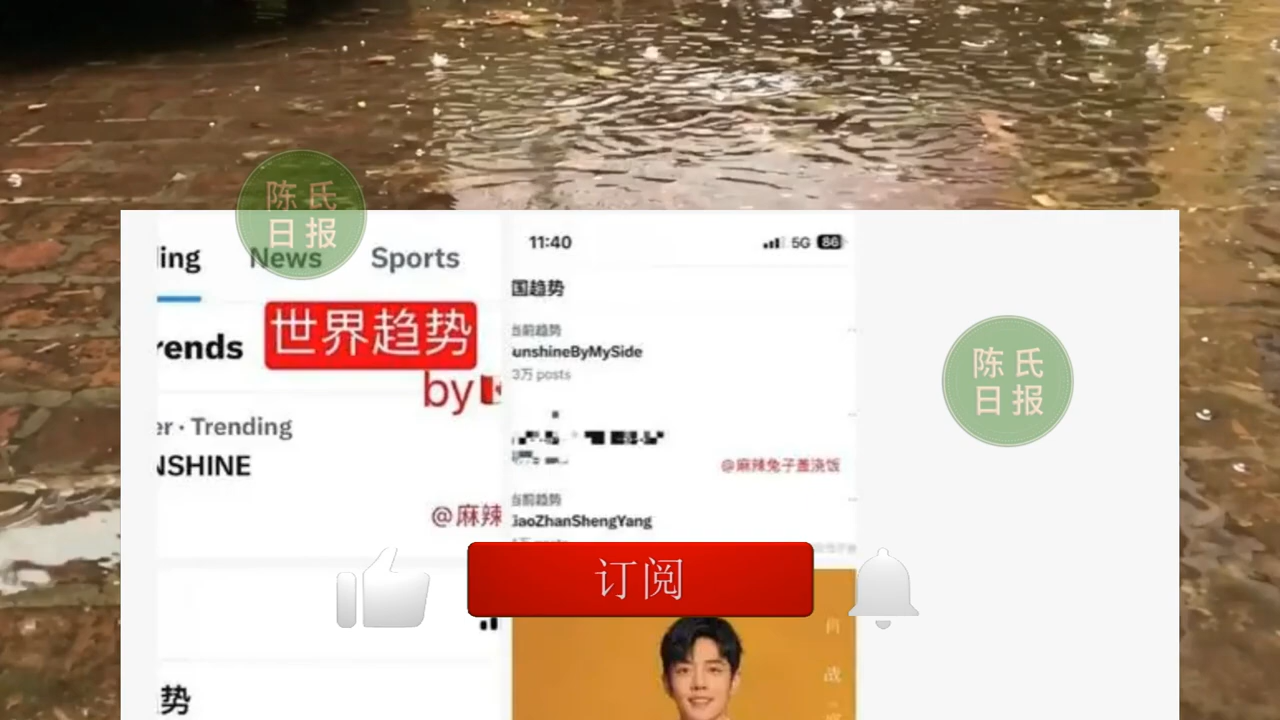 陈氏
日报
ing
News
Sports
rends
世界趋势
by
er · Trending
NSHINE
@麻辣
势
11:40
5G 86
国趋势
当前趋势
unshineByMySide
3万 posts
@麻辣兔子盖浇饭
当前趋势
iaoZhanShengYang
陈氏
日报
订阅
肖
战